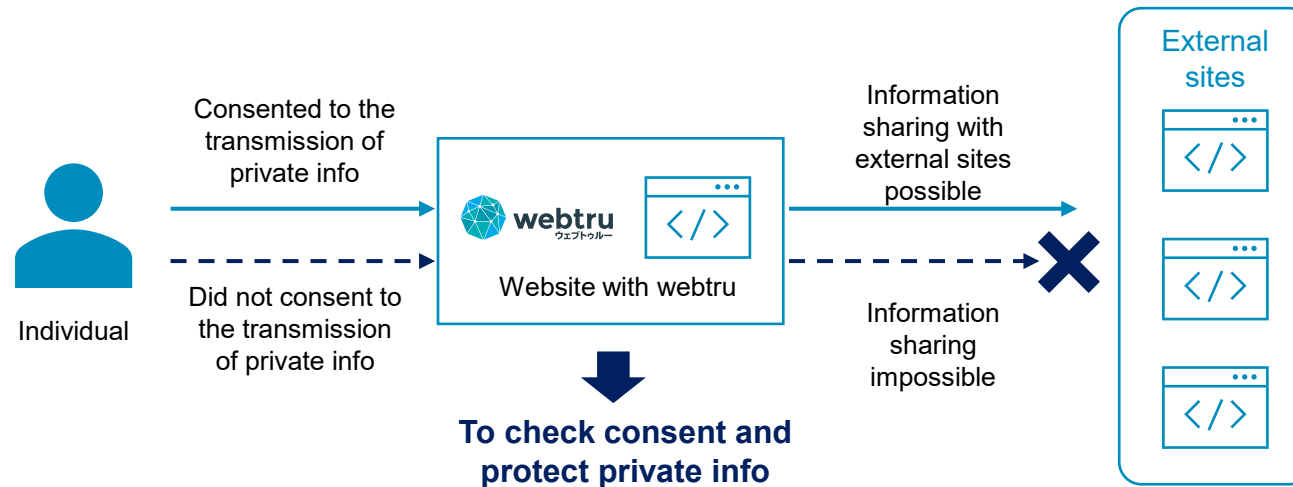 Consented to the
transmission of
private info
Did not consent to
the transmission
of private info
Individual
webtru
ウェブトゥルー
</>
Website with webtru
To check consent and
protect private info
Information
sharing with
external sites
possible
Information
sharing
impossible
External
sites
</>
</>
</>